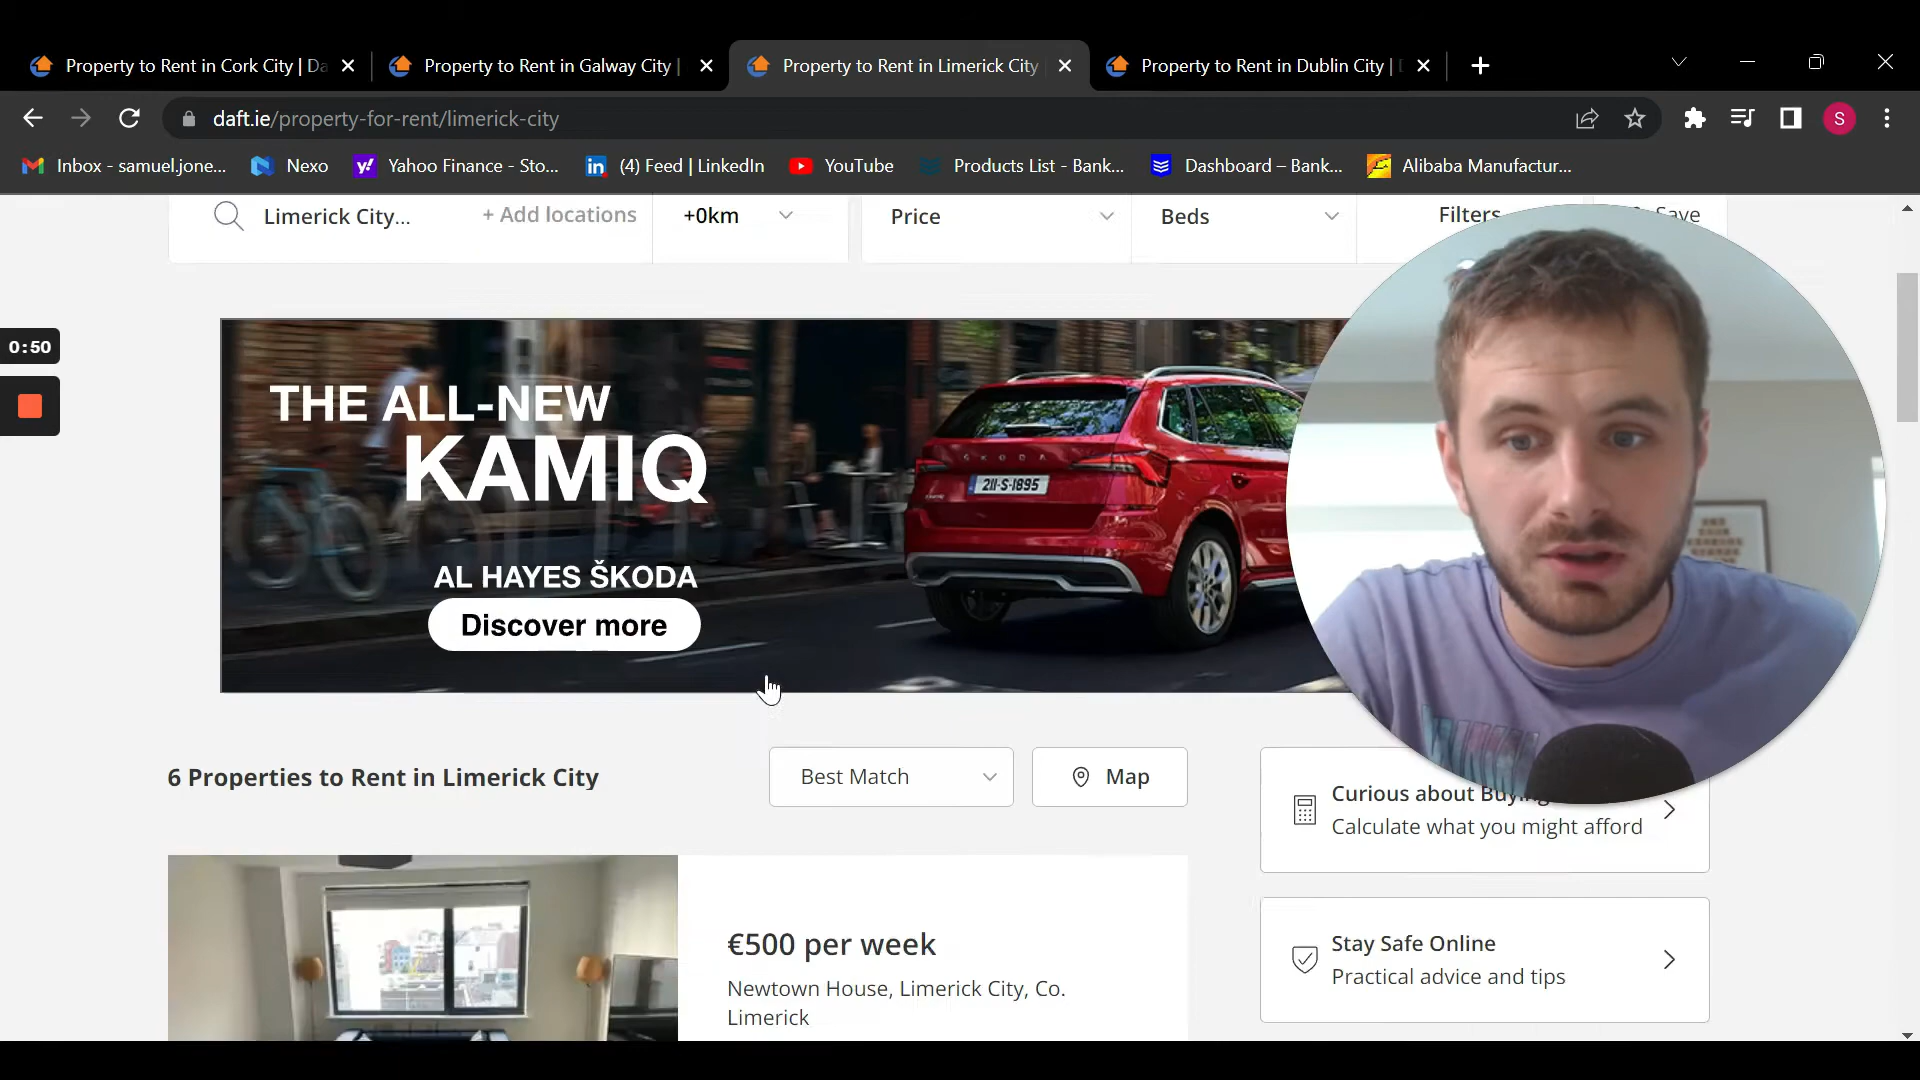 Property to Rent in Cork City | Da
Property to Rent in Galway City |
Property to Rent in Limerick City
Property to Rent in Dublin City | D
daft.ie/property-for-rent/limerick-city
S
Inbox - samuel.jone...
Nexo
Yahoo Finance - Sto...
(4) Feed | LinkedIn
YouTube
Products List - Bank...
Dashboard – Bank...
Alibaba Manufactur...
Limerick City...
+ Add locations
+0km
Price
Beds
Filters
Save
0:50
THE ALL-NEW
KAMIQ
AL HAYES ŠKODA
Discover more
SKODA
211-S-1895
6 Properties to Rent in Limerick City
Best Match
Map
Curious about Buying
Calculate what you might afford
€500 per week
Newtown House, Limerick City, Co.
Limerick
Stay Safe Online
Practical advice and tips